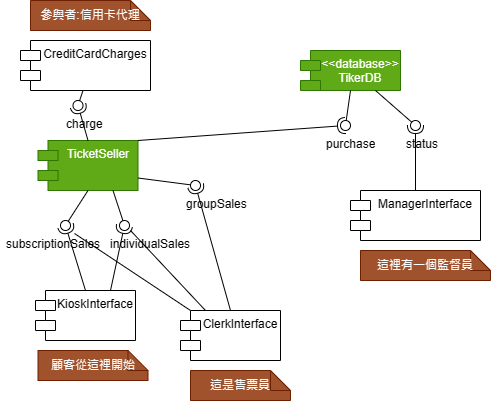 參與者:信用卡代理
CreditCardCharges
<<database>>
TikerDB
charge
purchase
status
TicketSeller
groupSales
ManagerInterface
subscriptionSales
individualSales
這裡有一個監督員
KioskInterface
ClerkInterface
顧客從這裡開始
這是售票員